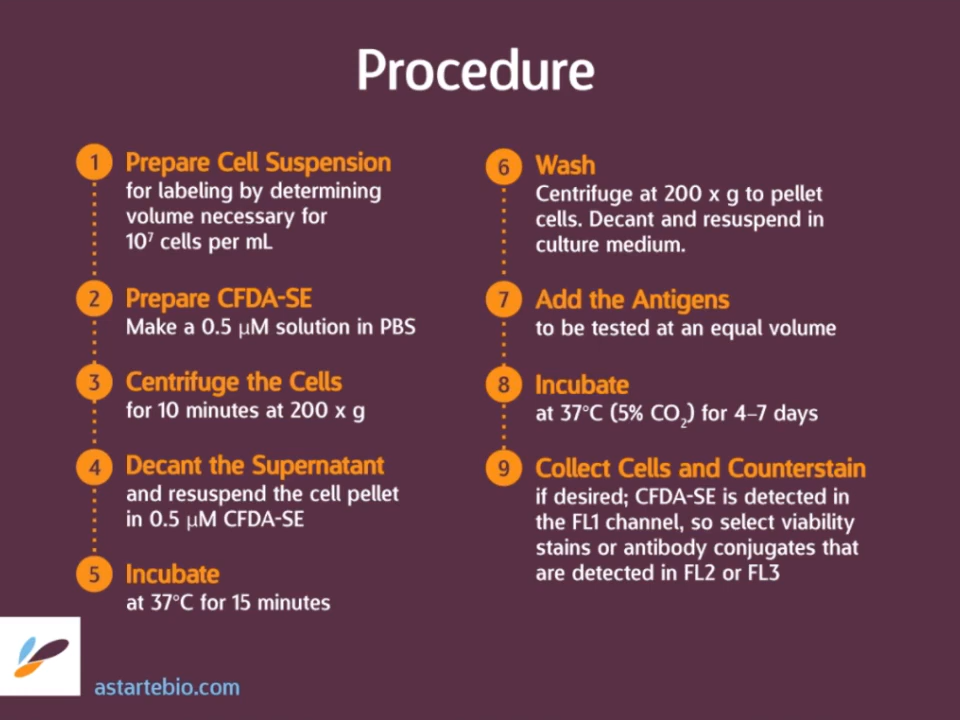 Procedure
1
Prepare Cell Suspension
for labeling by determining
volume necessary for
10⁷ cells per mL
2
Prepare CFDA-SE
Make a 0.5 μM solution in PBS
3
Centrifuge the Cells
for 10 minutes at 200 x g
4
Decant the Supernatant
and resuspend the cell pellet
in 0.5 μM CFDA-SE
5
Incubate
at 37°C for 15 minutes
6
Wash
Centrifuge at 200 x g to pellet
cells. Decant and resuspend in
culture medium.
7
Add the Antigens
to be tested at an equal volume
8
Incubate
at 37°C (5% CO₂) for 4–7 days
9
Collect Cells and Counterstain
if desired; CFDA-SE is detected in
the FL1 channel, so select viability
stains or antibody conjugates that
are detected in FL2 or FL3
astartebio.com